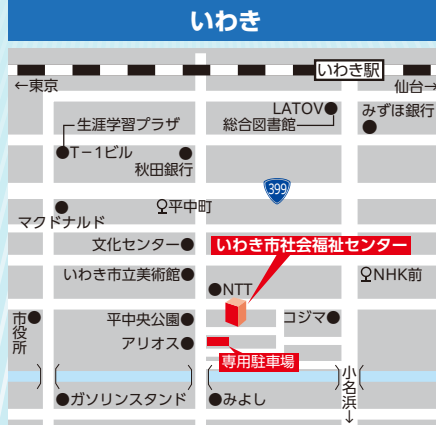 いわき
いわき駅
←東京
仙台→
LATOV
総合図書館
みずほ銀行
生涯学習プラザ
T－1ビル
秋田銀行
399
平中町
マクドナルド
文化センター
いわき市社会福祉センター
いわき市立美術館
NHK前
NTT
市役所
平中央公園
コジマ
アリオス
専用駐車場
小名浜→
ガソリンスタンド
みよし